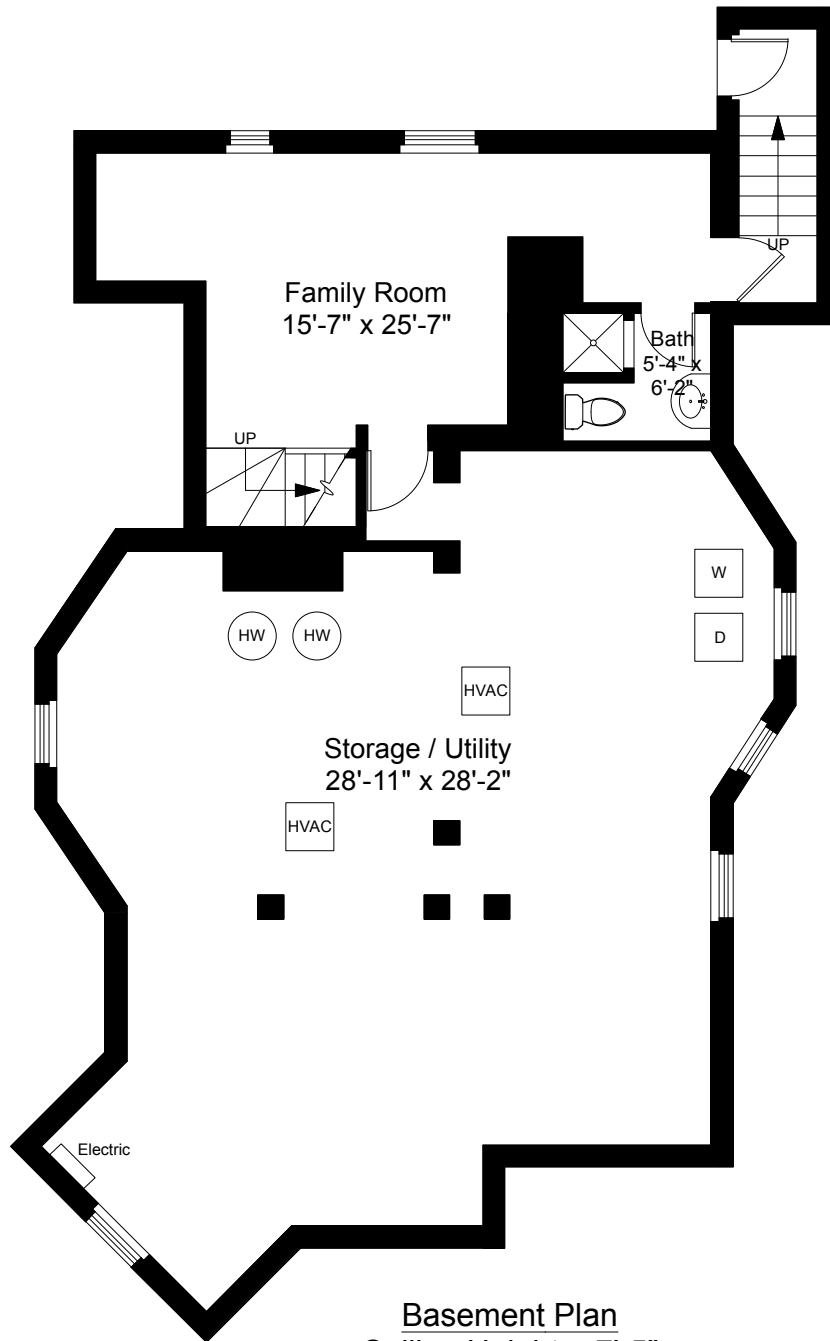 UP
Family Room
15'-7" x 25'-7"
Bath
5'-4" x
6'-2"
UP
W
D
HW HW
HVAC
Storage / Utility
28'-11" x 28'-2"
HVAC
Electric
Basement Plan